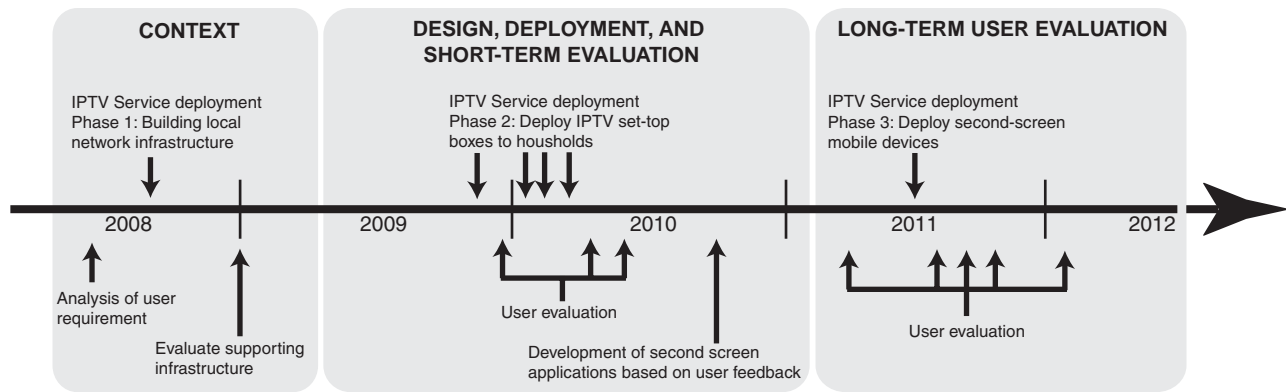 CONTEXT
IPTV Service deployment
Phase 1: Building local
network infrastructure
DESIGN, DEPLOYMENT, AND
SHORT-TERM EVALUATION
IPTV Service deployment
Phase 2: Deploy IPTV set-top
boxes to housholds
LONG-TERM USER EVALUATION
IPTV Service deployment
Phase 3: Deploy second-screen
mobile devices
2008
2009
2010
2011
2012
Analysis of user
requirement
Evaluate supporting
infrastructure
User evaluation
Development of second screen
applications based on user feedback
User evaluation